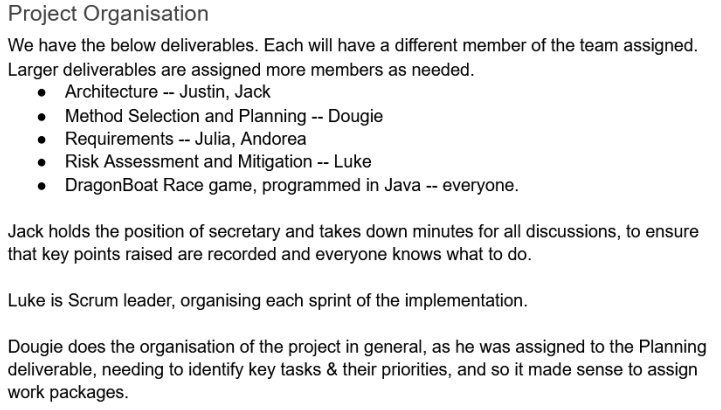 Project Organisation
We have the below deliverables. Each will have a different member of the team assigned.
Larger deliverables are assigned more members as needed.
● Architecture -- Justin, Jack
● Method Selection and Planning -- Dougie
● Requirements -- Julia, Andorea
● Risk Assessment and Mitigation -- Luke
● DragonBoat Race game, programmed in Java -- everyone.
Jack holds the position of secretary and takes down minutes for all discussions, to ensure
that key points raised are recorded and everyone knows what to do.
Luke is Scrum leader, organising each sprint of the implementation.
Dougie does the organisation of the project in general, as he was assigned to the Planning
deliverable, needing to identify key tasks & their priorities, and so it made sense to assign
work packages.